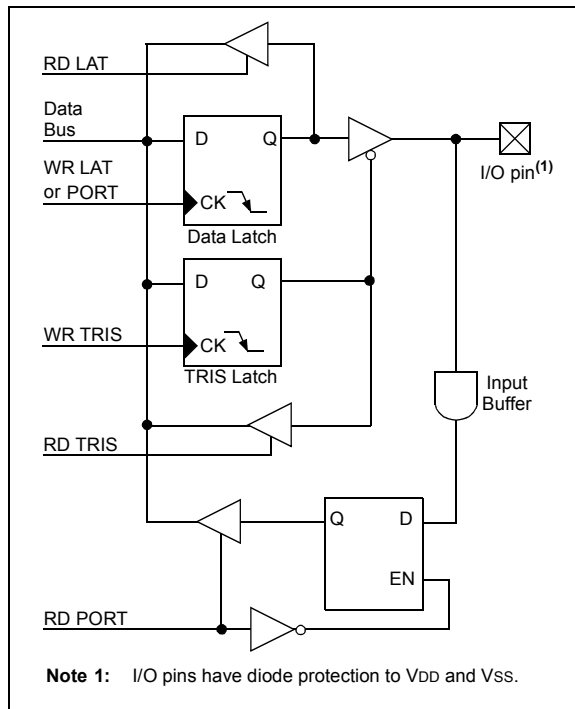 RD LAT
Data
Bus
D Q
WR LAT
or PORT
CK
Data Latch
I/O pin(1)
D Q
WR TRIS
CK
TRIS Latch
Input
Buffer
RD TRIS
Q D
EN
RD PORT
Note 1: I/O pins have diode protection to VDD and VSS.